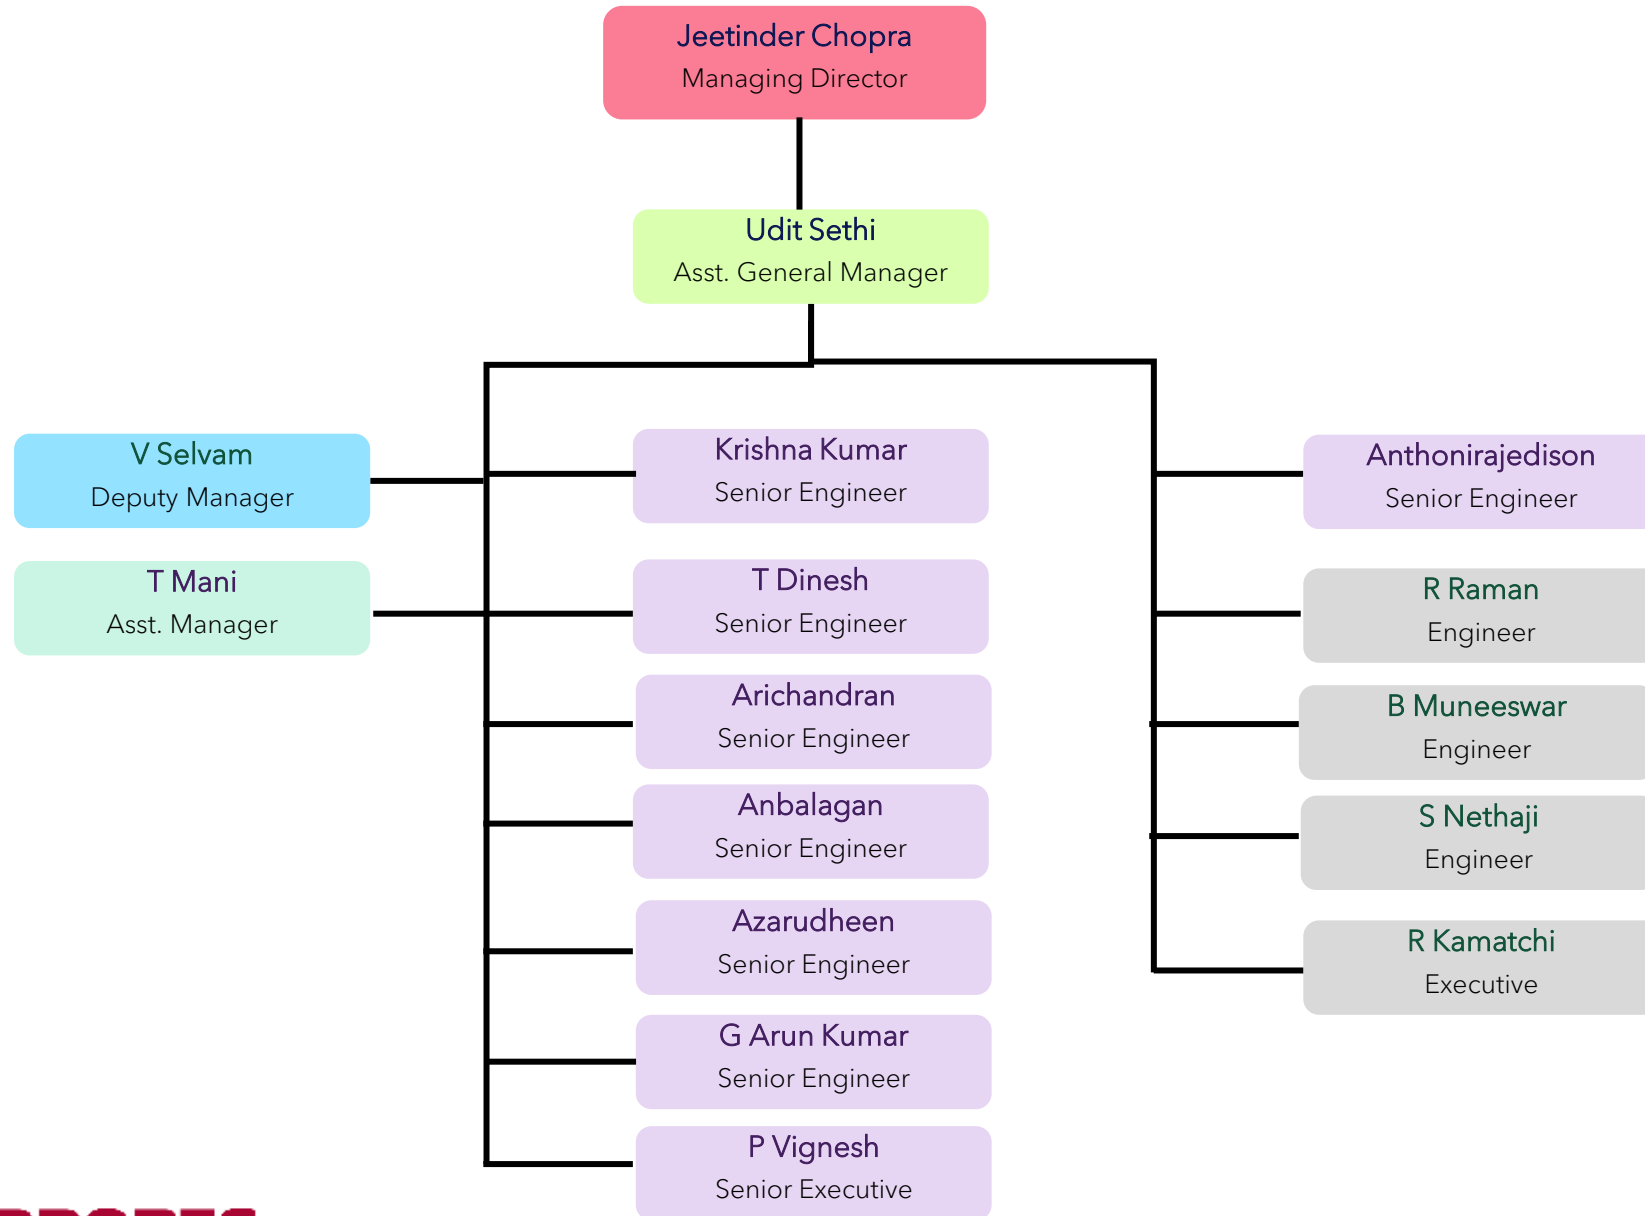 Jeetinder Chopra
Managing Director
Udit Sethi
Asst. General Manager
V Selvam
Deputy Manager
T Mani
Asst. Manager
Krishna Kumar
Senior Engineer
T Dinesh
Senior Engineer
Arichandran
Senior Engineer
Anbalagan
Senior Engineer
Azarudheen
Senior Engineer
G Arun Kumar
Senior Engineer
P Vignesh
Senior Executive
Anthonirajedison
Senior Engineer
R Raman
Engineer
B Muneeswar
Engineer
S Nethaji
Engineer
R Kamatchi
Executive